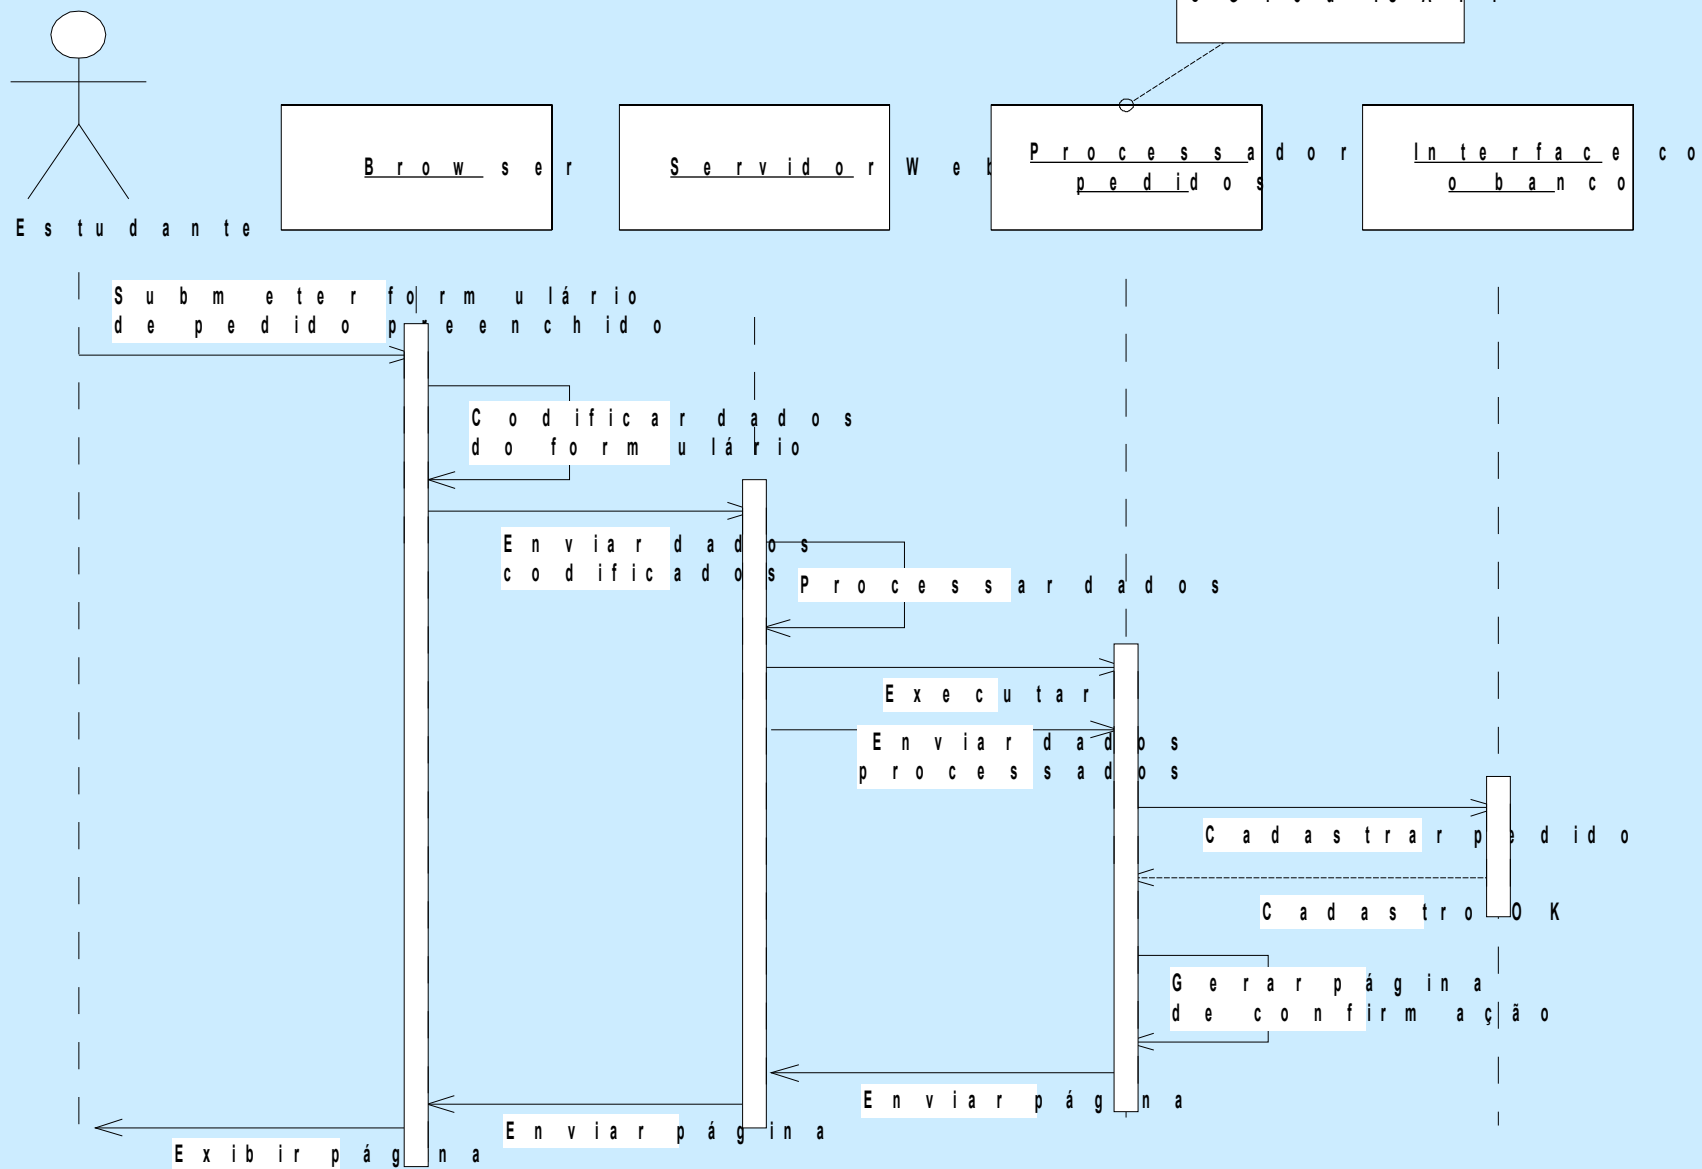 Estudante
Browser
Servidor Web
Processador
pedidos
Interface co
o banco
Submeter formulário
de pedido preenchido
Codificar dados
do formulário
Enviar dados
codificados
Processar dados
Executar
Enviar dados
processados
Cadastrar pedido
Cadastro OK
Gerar página
de confirmação
Enviar página
Enviar página
Exibir página